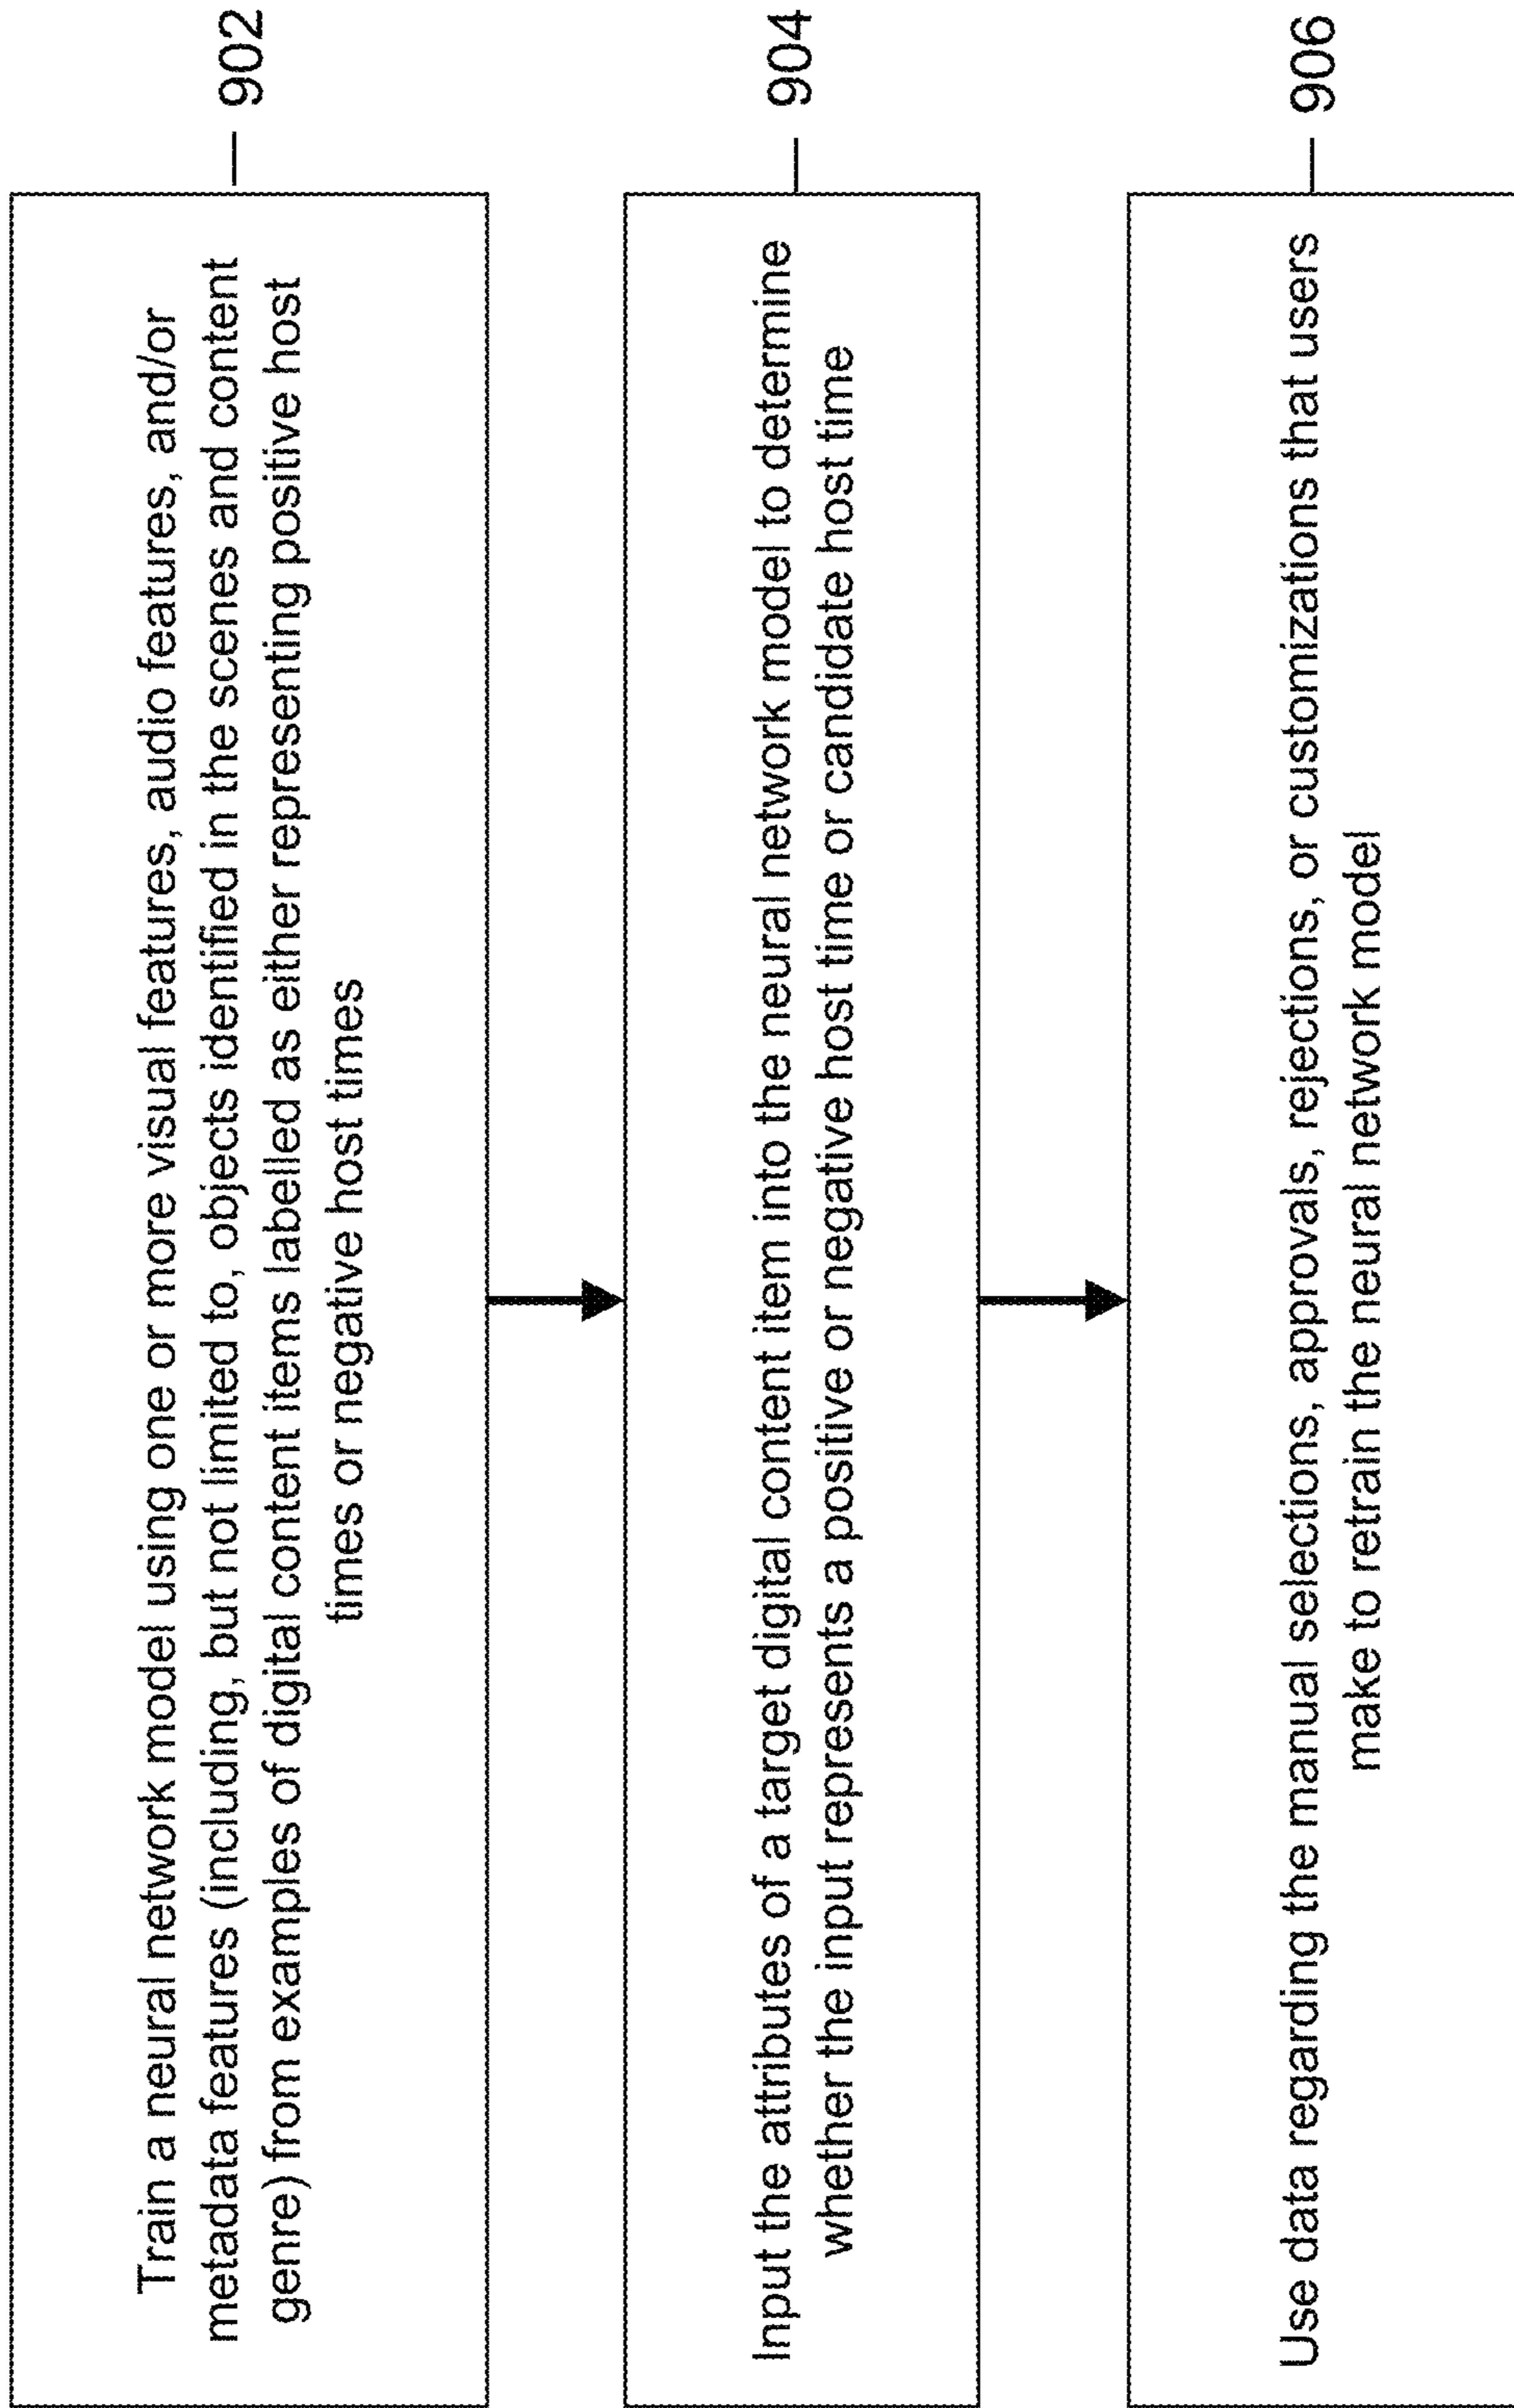 Train a neural network model using one or more visual features, audio features, and/or
metadata features (including, but not limited to, objects identified in the scenes and content
genre) from examples of digital content items labelled as either representing positive host
times or negative host times
902
Input the attributes of a target digital content item into the neural network model to determine
whether the input represents a positive or negative host time or candidate host time
904
Use data regarding the manual selections, approvals, rejections, or customizations that users
make to retrain the neural network model
906